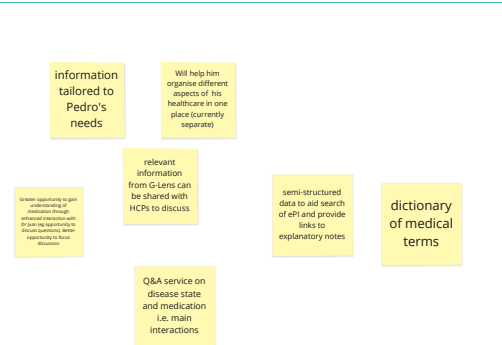 information
tailored to
Pedro's
needs
Will help him
organise different
aspects of his
healthcare in one
place (currently
separate)
relevant
information
from G-Lens can
be shared with
HCPs to discuss
Greater opportunity to gain
understanding of
medication through
enhanced interaction with
Dr Juan (eg opportunity to
discuss questions). Better
opportunity to focus
discussion
semi-structured
data to aid search
of ePI and provide
links to
explanatory notes
dictionary
of medical
terms
Q&A service on
disease state
and medication
i.e. main
interactions